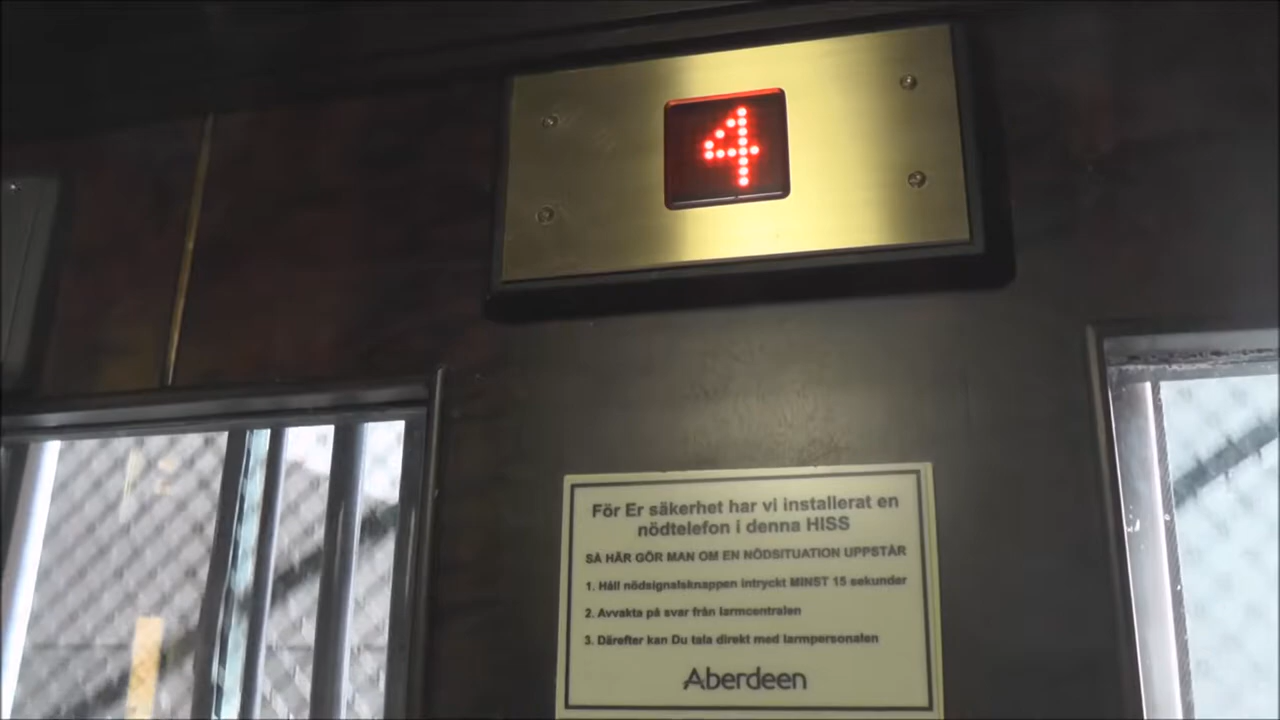 4
För Er säkerhet har vi installerat en
nödtelefon i denna HISS
SÅ HÄR GÖR MAN OM EN NÖDSITUATION UPPSTÅR
1. Håll nödsignalsknappen intryckt MINST 15 sekunder
2. Avvakta på svar från larmcentralen
3. Därefter kan Du tala direkt med larmpersonalen
Aberdeen